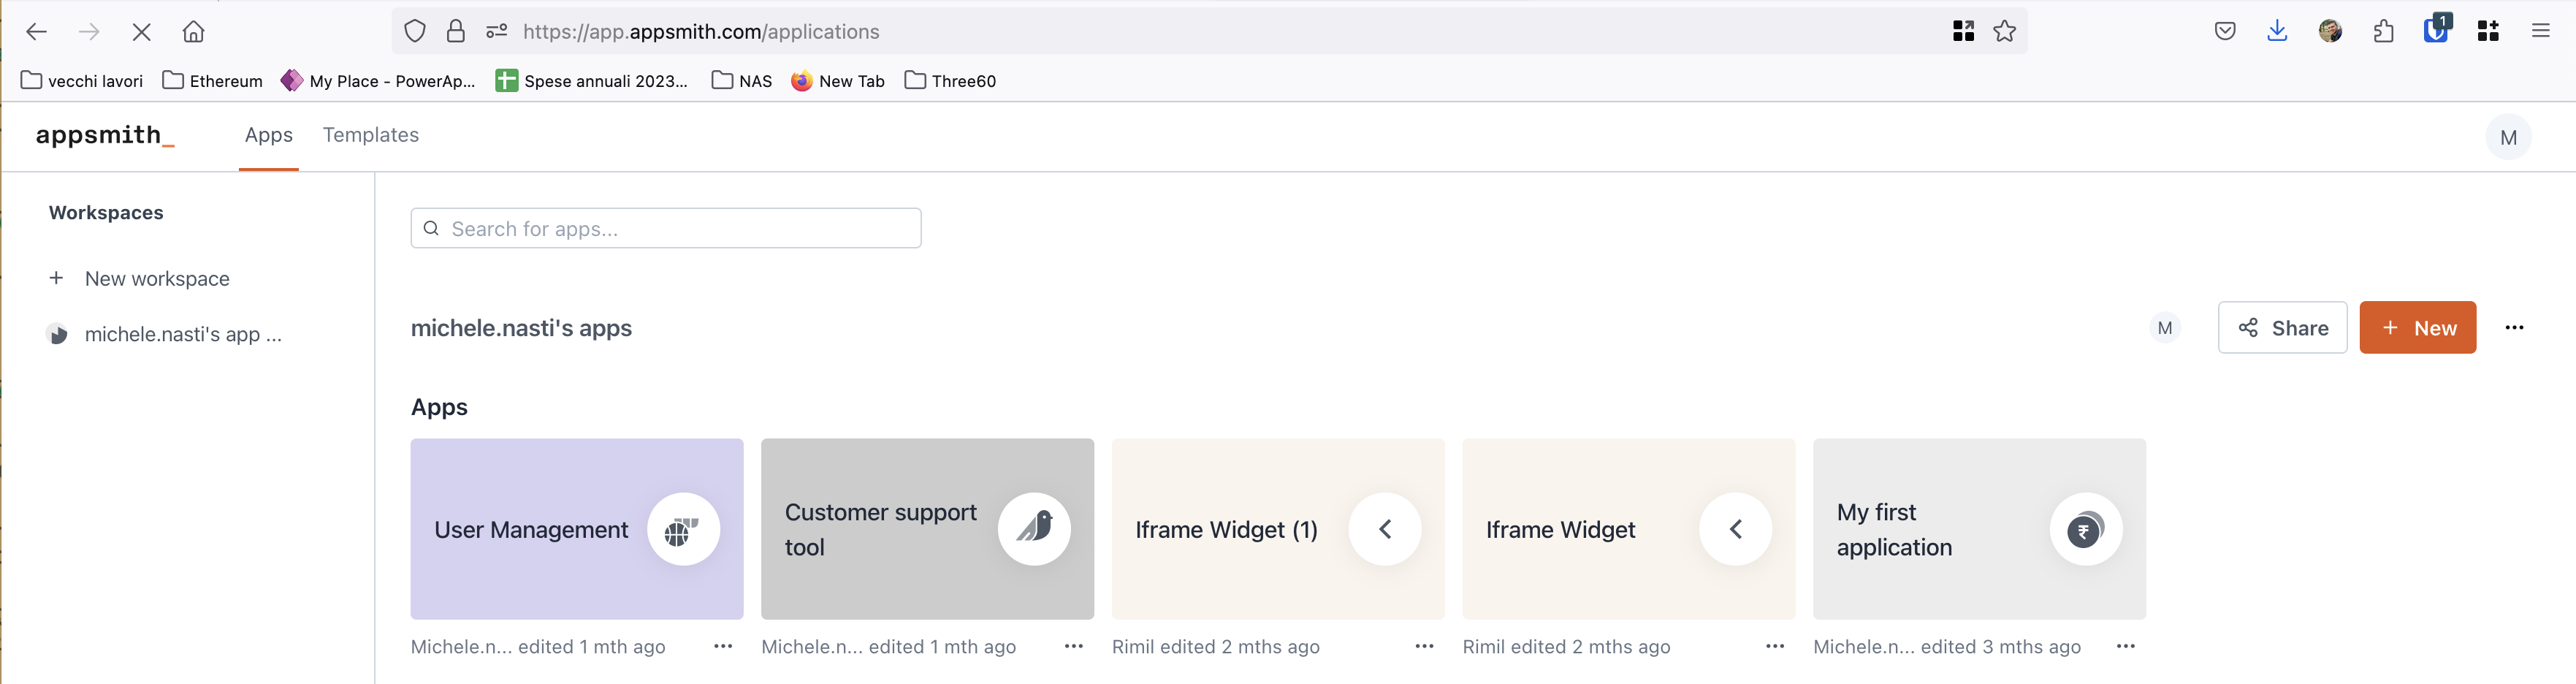 https://app.appsmith.com/applications
1
vecchi lavori Ethereum My Place - PowerAp... Spese annuali 2023... NAS New Tab Three60
appsmith_ Apps Templates M
Workspaces
Search for apps...
+ New workspace
michele.nasti's app ...
michele.nasti's apps M Share + New ...
Apps
User Management
Customer support
tool
Iframe Widget (1)
Iframe Widget
My first
application
₹
Michele.n... edited 1 mth ago ...
Michele.n... edited 1 mth ago ...
Rimil edited 2 mths ago ...
Rimil edited 2 mths ago ...
Michele.n... edited 3 mths ago ...